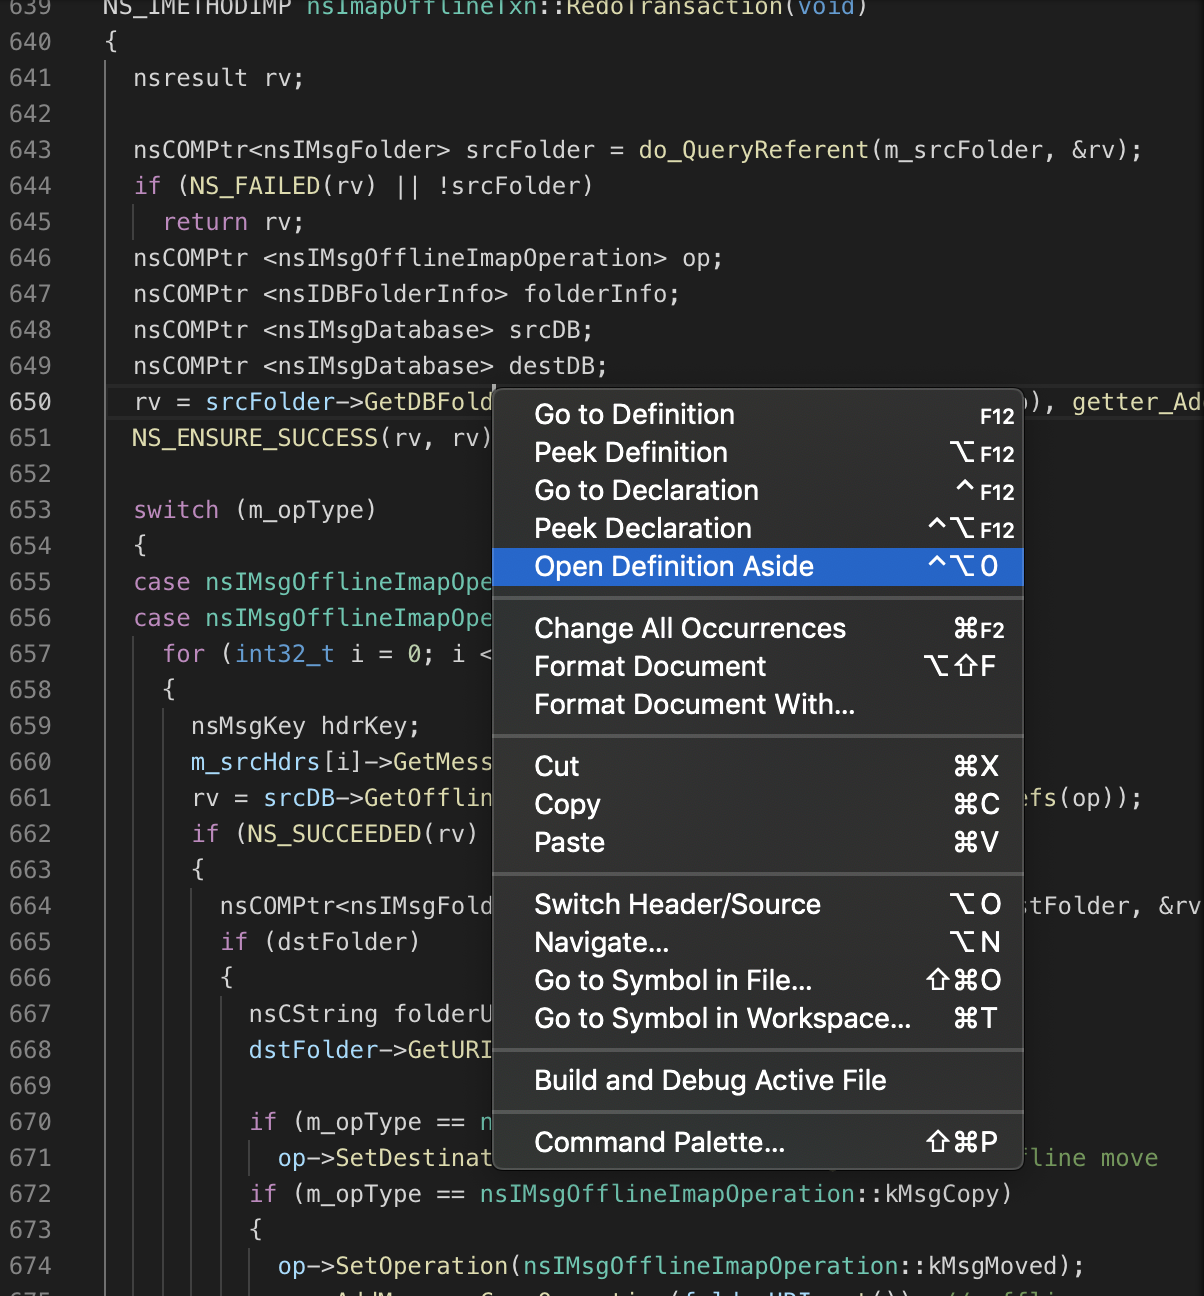 639 NS_IMETHODIMP nsImapOfflineTxn::RedoTransaction(void)
640 {
641 nsresult rv;
642
643 nsCOMPtr<nsIMsgFolder> srcFolder = do_QueryReferent(m_srcFolder, &rv);
644 if (NS_FAILED(rv) || !srcFolder)
645 return rv;
646 nsCOMPtr <nsIMsgOfflineImapOperation> op;
647 nsCOMPtr <nsIDBFolderInfo> folderInfo;
648 nsCOMPtr <nsIMsgDatabase> srcDB;
649 nsCOMPtr <nsIMsgDatabase> destDB;
650 rv = srcFolder->GetDBFold ), getter_Ad
651 NS_ENSURE_SUCCESS(rv, rv)
652
653 switch (m_opType)
654 {
655 case nsIMsgOfflineImapOpe
656 case nsIMsgOfflineImapOpe
657 for (int32_t i = 0; i <
658 {
659 nsMsgKey hdrKey;
660 m_srcHdrs[i]->GetMess
661 rv = srcDB->GetOfflin efs(op));
662 if (NS_SUCCEEDED(rv)
663 {
664 nsCOMPtr<nsIMsgFold stFolder, &rv
665 if (dstFolder)
666 {
667 nsCString folderU
668 dstFolder->GetURI
669
670 if (m_opType == n
671 op->SetDestinat fline move
672 if (m_opType == nsIMsgOfflineImapOperation::kMsgCopy)
673 {
674 op->SetOperation(nsIMsgOfflineImapOperation::kMsgMoved);
Go to Definition F12
Peek Definition ⌥F12
Go to Declaration ^F12
Peek Declaration ^⌥F12
Open Definition Aside ^⌥O
Change All Occurrences ⌘F2
Format Document ⌥⇧F
Format Document With...
Cut ⌘X
Copy ⌘C
Paste ⌘V
Switch Header/Source ⌥O
Navigate... ⌥N
Go to Symbol in File... ⇧⌘O
Go to Symbol in Workspace... ⌘T
Build and Debug Active File
Command Palette... ⇧⌘P